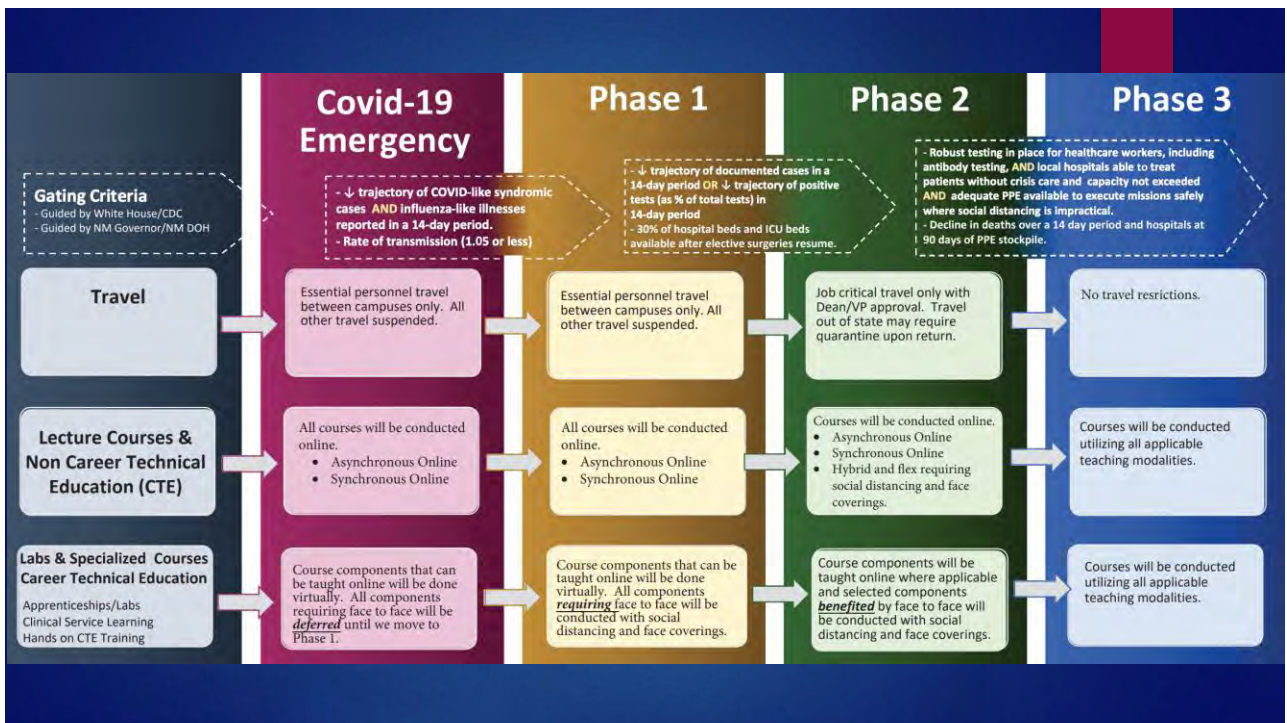 Covid-19
Emergency
Phase 1
Phase 2
Phase 3
Gating Criteria
- Guided by White House/CDC
- Guided by NM Governor/NM DOH
- ↓ trajectory of COVID-like syndromic
cases AND influenza-like illnesses
reported in a 14-day period.
- Rate of transmission (1.05 or less)
- ↓ trajectory of documented cases in a
14-day period OR ↓ trajectory of positive
tests (as % of total tests) in
14-day period
- 30% of hospital beds and ICU beds
available after elective surgeries resume.
- Robust testing in place for healthcare workers, including
antibody testing, AND local hospitals able to treat
patients without crisis care and capacity not exceeded
AND adequate PPE available to execute missions safely
where social distancing is impractical.
- Decline in deaths over a 14 day period and hospitals at
90 days of PPE stockpile.
Travel
Essential personnel travel
between campuses only. All
other travel suspended.
Essential personnel travel
between campuses only. All
other travel suspended.
Job critical travel only with
Dean/VP approval. Travel
out of state may require
quarantine upon return.
No travel resrictions.
Lecture Courses &
Non Career Technical
Education (CTE)
All courses will be conducted
online.
• Asynchronous Online
• Synchronous Online
All courses will be conducted
online.
• Asynchronous Online
• Synchronous Online
Courses will be conducted online.
• Asynchronous Online
• Synchronous Online
• Hybrid and flex requiring
social distancing and face
coverings.
Courses will be conducted
utilizing all applicable
teaching modalities.
Labs & Specialized Courses
Career Technical Education
Apprenticeships/Labs
Clinical Service Learning
Hands on CTE Training
Course components that can
be taught online will be done
virtually. All components
requiring face to face will be
deferred until we move to
Phase 1.
Course components that can be
taught online will be done
virtually. All components
requiring face to face will be
conducted with social
distancing and face coverings.
Course components will be
taught online where applicable
and selected components
benefited by face to face will
be conducted with social
distancing and face coverings.
Courses will be conducted
utilizing all applicable
teaching modalities.